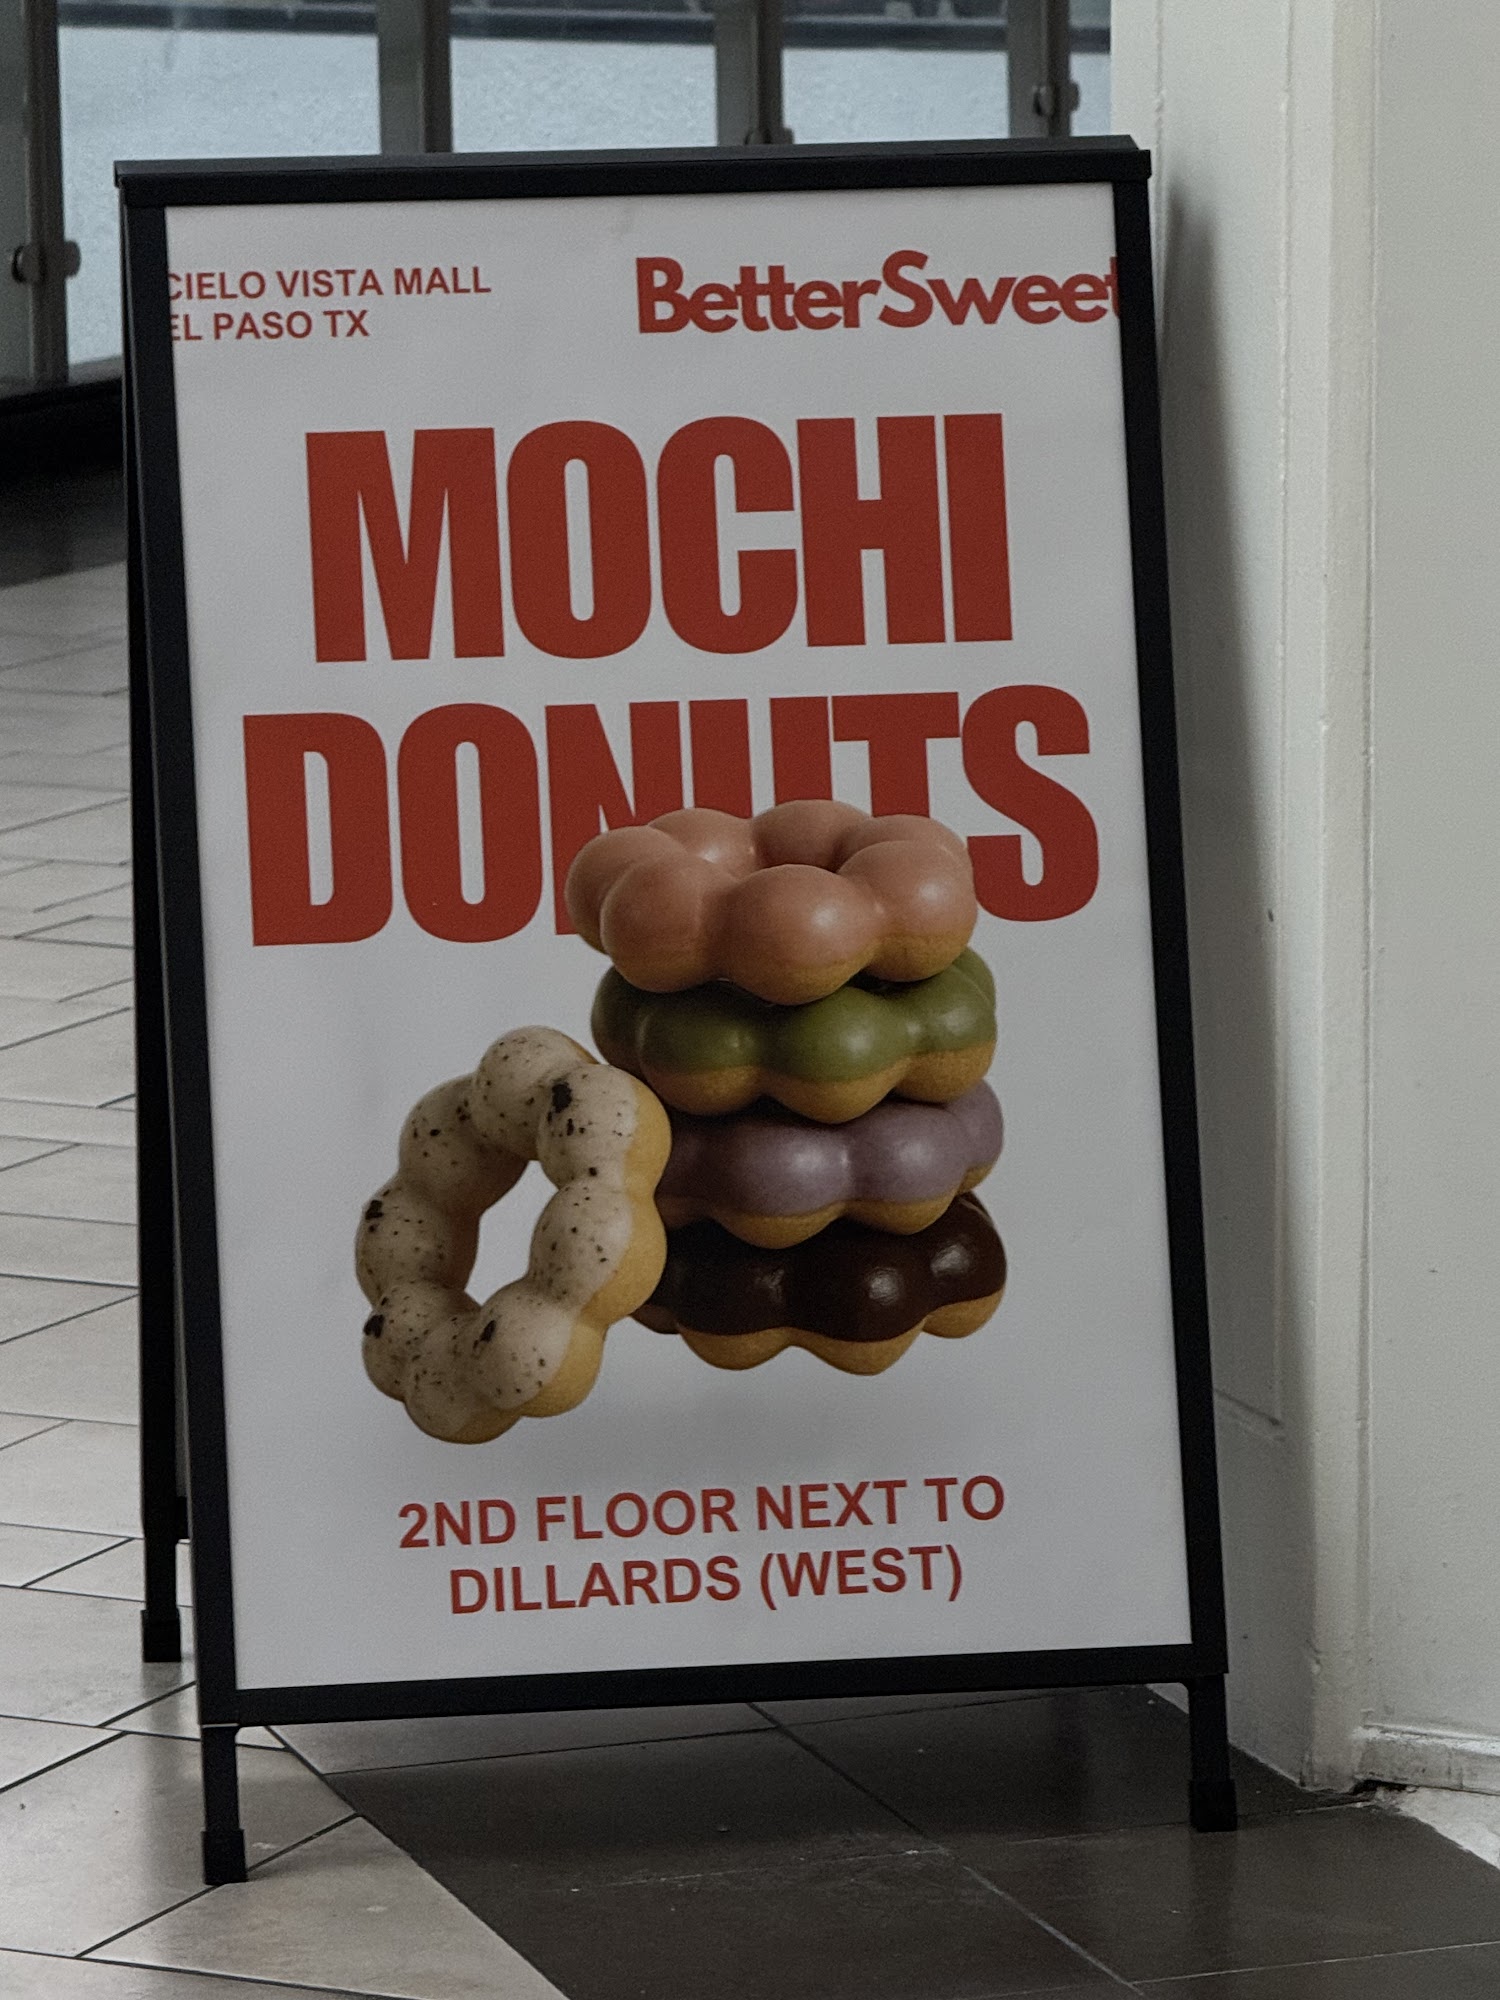 CIELO VISTA MALL
EL PASO TX
BetterSweet
MOCHI
DONUTS
2ND FLOOR NEXT TO
DILLARDS (WEST)